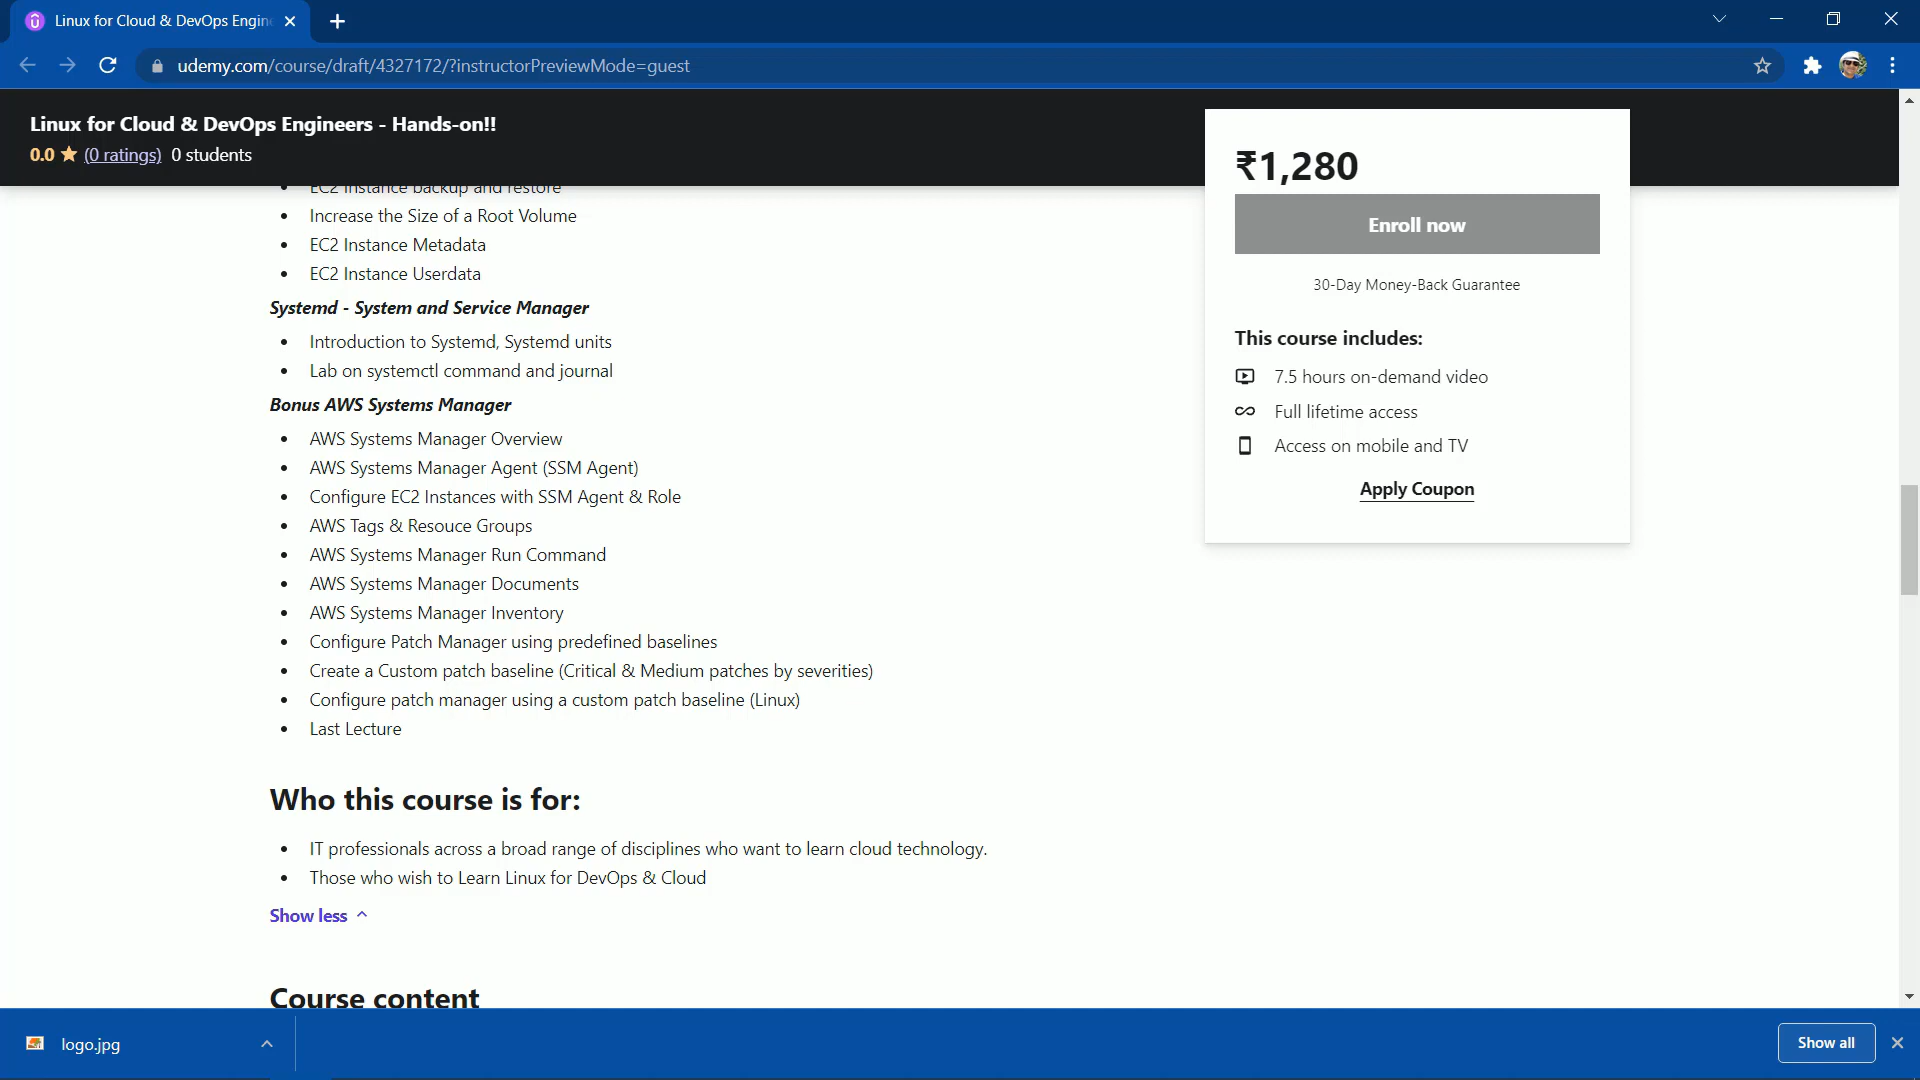 Linux for Cloud & DevOps Engin
udemy.com/course/draft/4327172/?instructorPreviewMode=guest
Linux for Cloud & DevOps Engineers - Hands-on!!
0.0 ★ (0 ratings) 0 students
₹1,280
Enroll now
30-Day Money-Back Guarantee
This course includes:
7.5 hours on-demand video
Full lifetime access
Access on mobile and TV
Apply Coupon
• EC2 Instance backup and restore
• Increase the Size of a Root Volume
• EC2 Instance Metadata
• EC2 Instance Userdata
Systemd - System and Service Manager
• Introduction to Systemd, Systemd units
• Lab on systemctl command and journal
Bonus AWS Systems Manager
• AWS Systems Manager Overview
• AWS Systems Manager Agent (SSM Agent)
• Configure EC2 Instances with SSM Agent & Role
• AWS Tags & Resouce Groups
• AWS Systems Manager Run Command
• AWS Systems Manager Documents
• AWS Systems Manager Inventory
• Configure Patch Manager using predefined baselines
• Create a Custom patch baseline (Critical & Medium patches by severities)
• Configure patch manager using a custom patch baseline (Linux)
• Last Lecture
Who this course is for:
• IT professionals across a broad range of disciplines who want to learn cloud technology.
• Those who wish to Learn Linux for DevOps & Cloud
Show less
Course content
logo.jpg
Show all